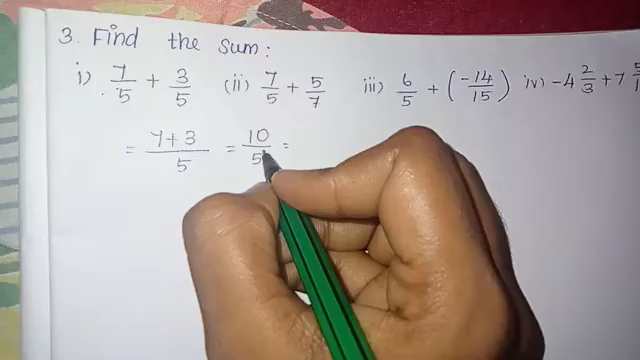 3. Find the Sum:
i) 7/5 + 3/5 (ii) 7/5 + 5/7 iii) 6/5 + (-14/15) iv) -4 2/3 + 7
= 7+3/5 = 10/5 =